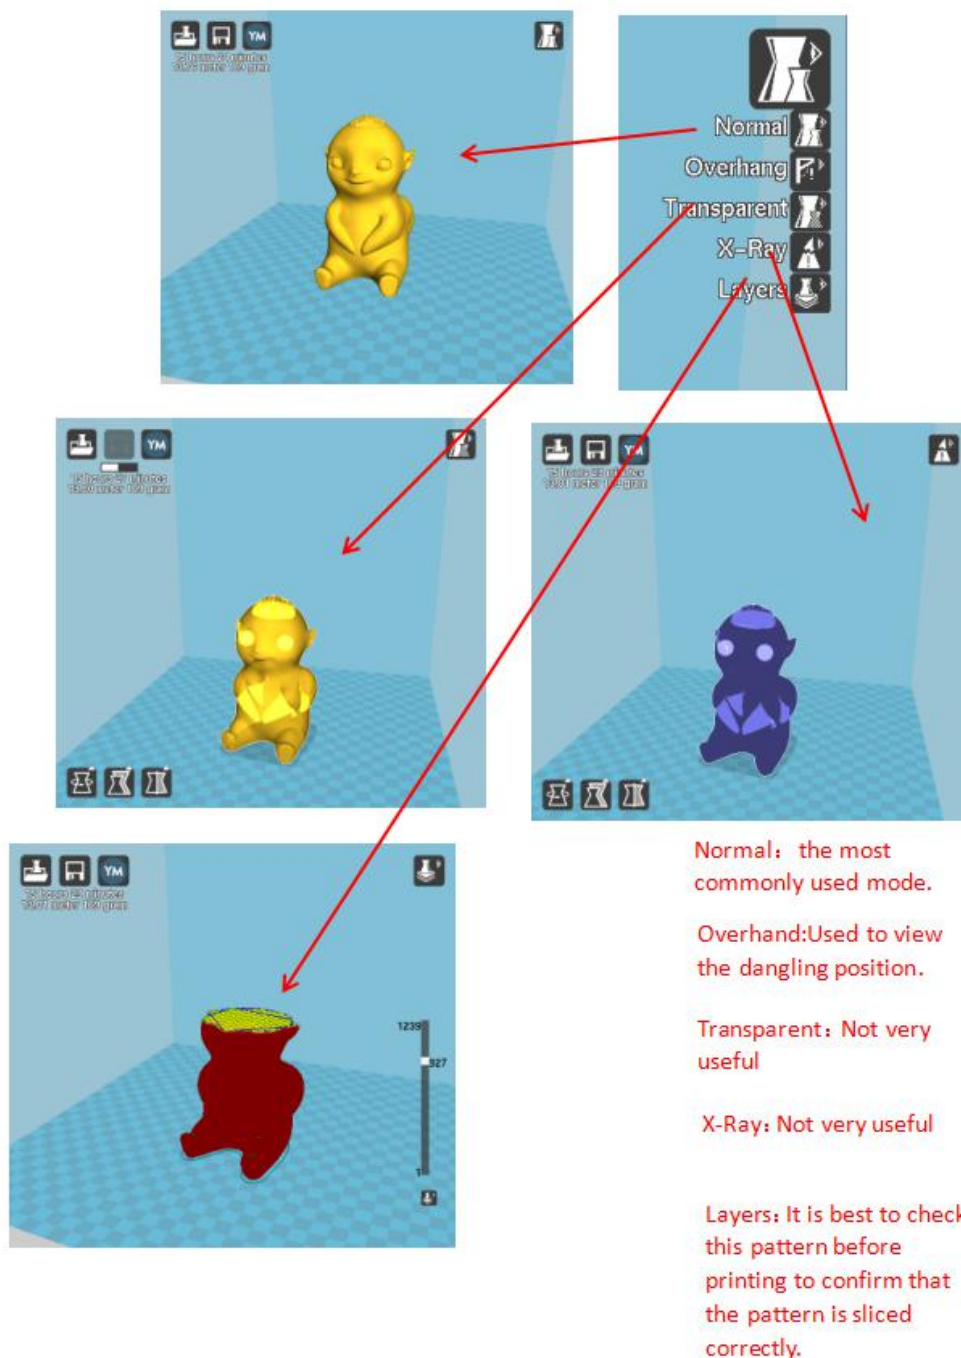 YM
Normal
Overhang
Transparent
X-Ray
Layers
YM
YM
YM
1239
927
1
Normal：the most
commonly used mode.
Overhand:Used to view
the dangling position.
Transparent：Not very
useful
X-Ray：Not very useful
Layers：It is best to check
this pattern before
printing to confirm that
the pattern is sliced
correctly.